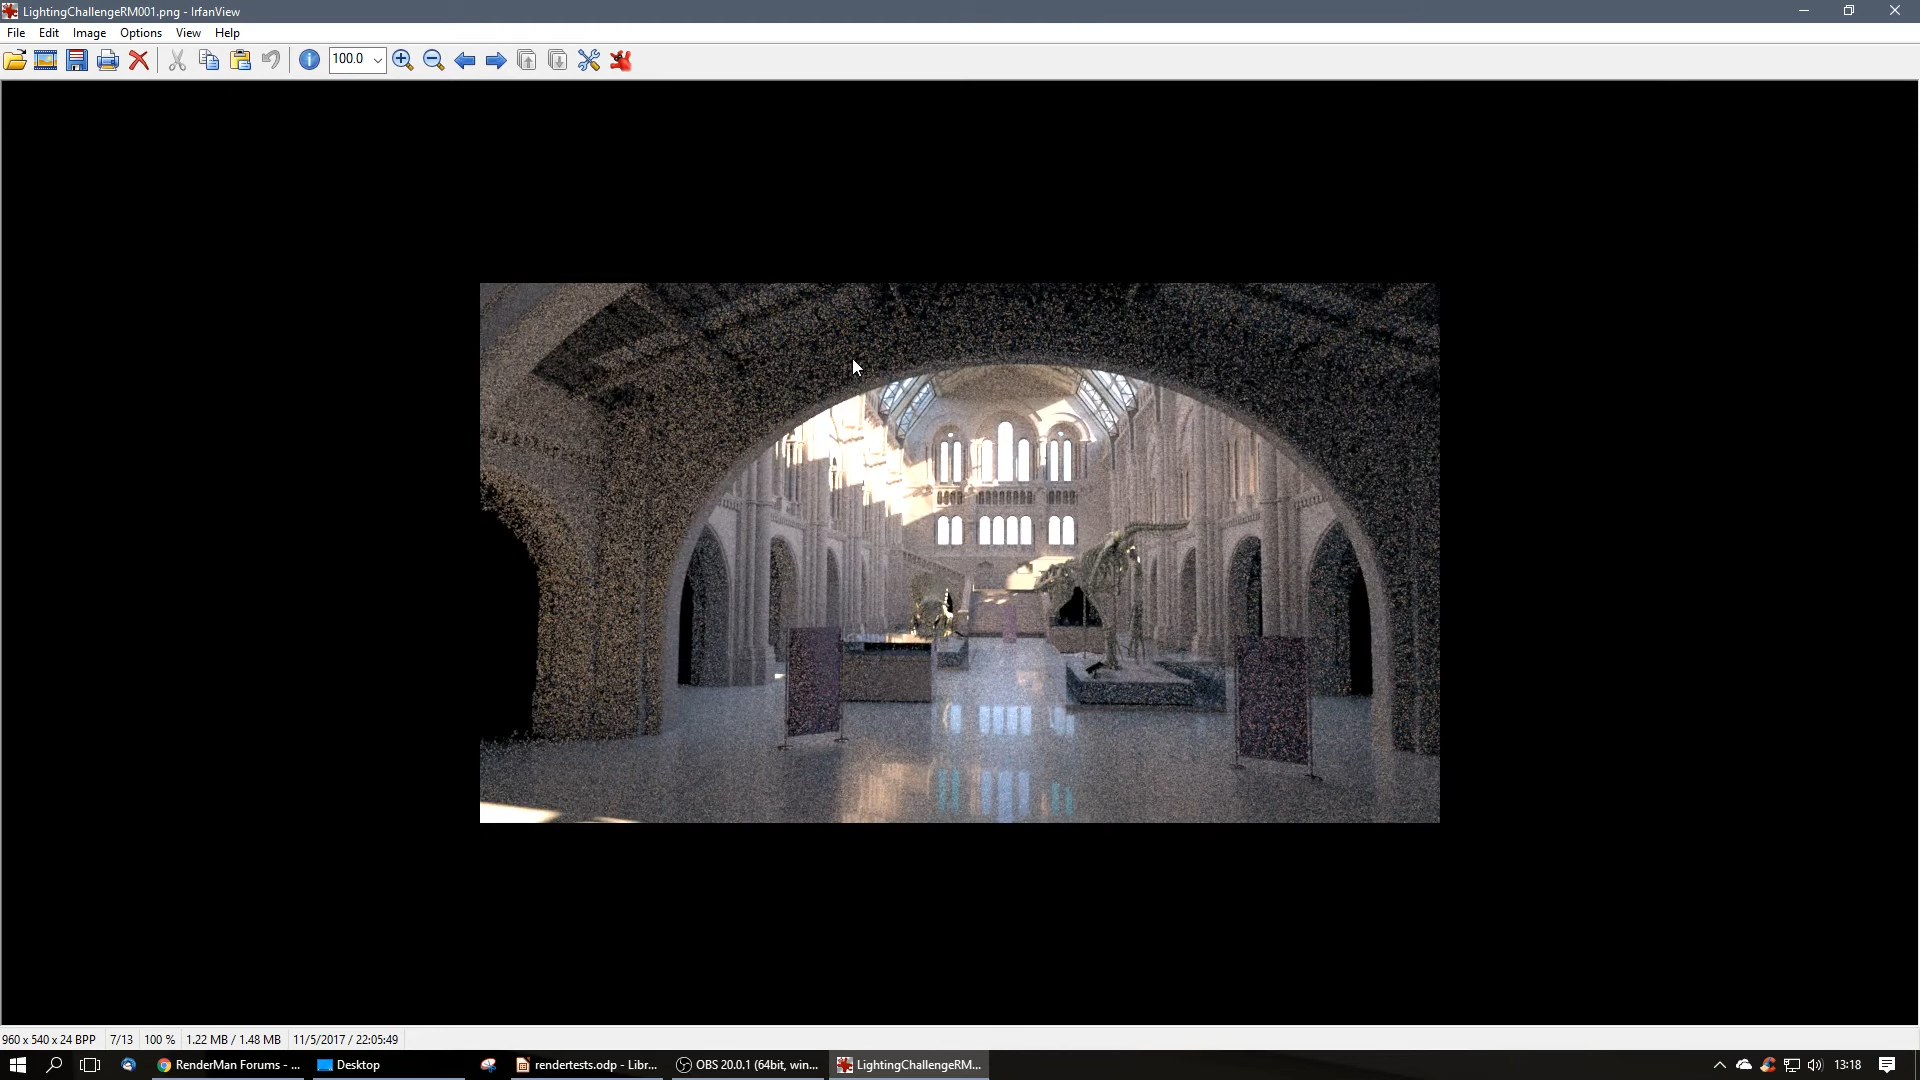 LightingChallengeRM001.png - IrfanView
File Edit Image Options View Help
100.0
960 x 540 x 24 BPP 7/13 100 % 1.22 MB / 1.48 MB 11/5/2017 / 22:05:49
RenderMan Forums - ... Desktop rendertests.odp - Libr... OBS 20.0.1 (64bit, win... LightingChallengeRM... 13:18